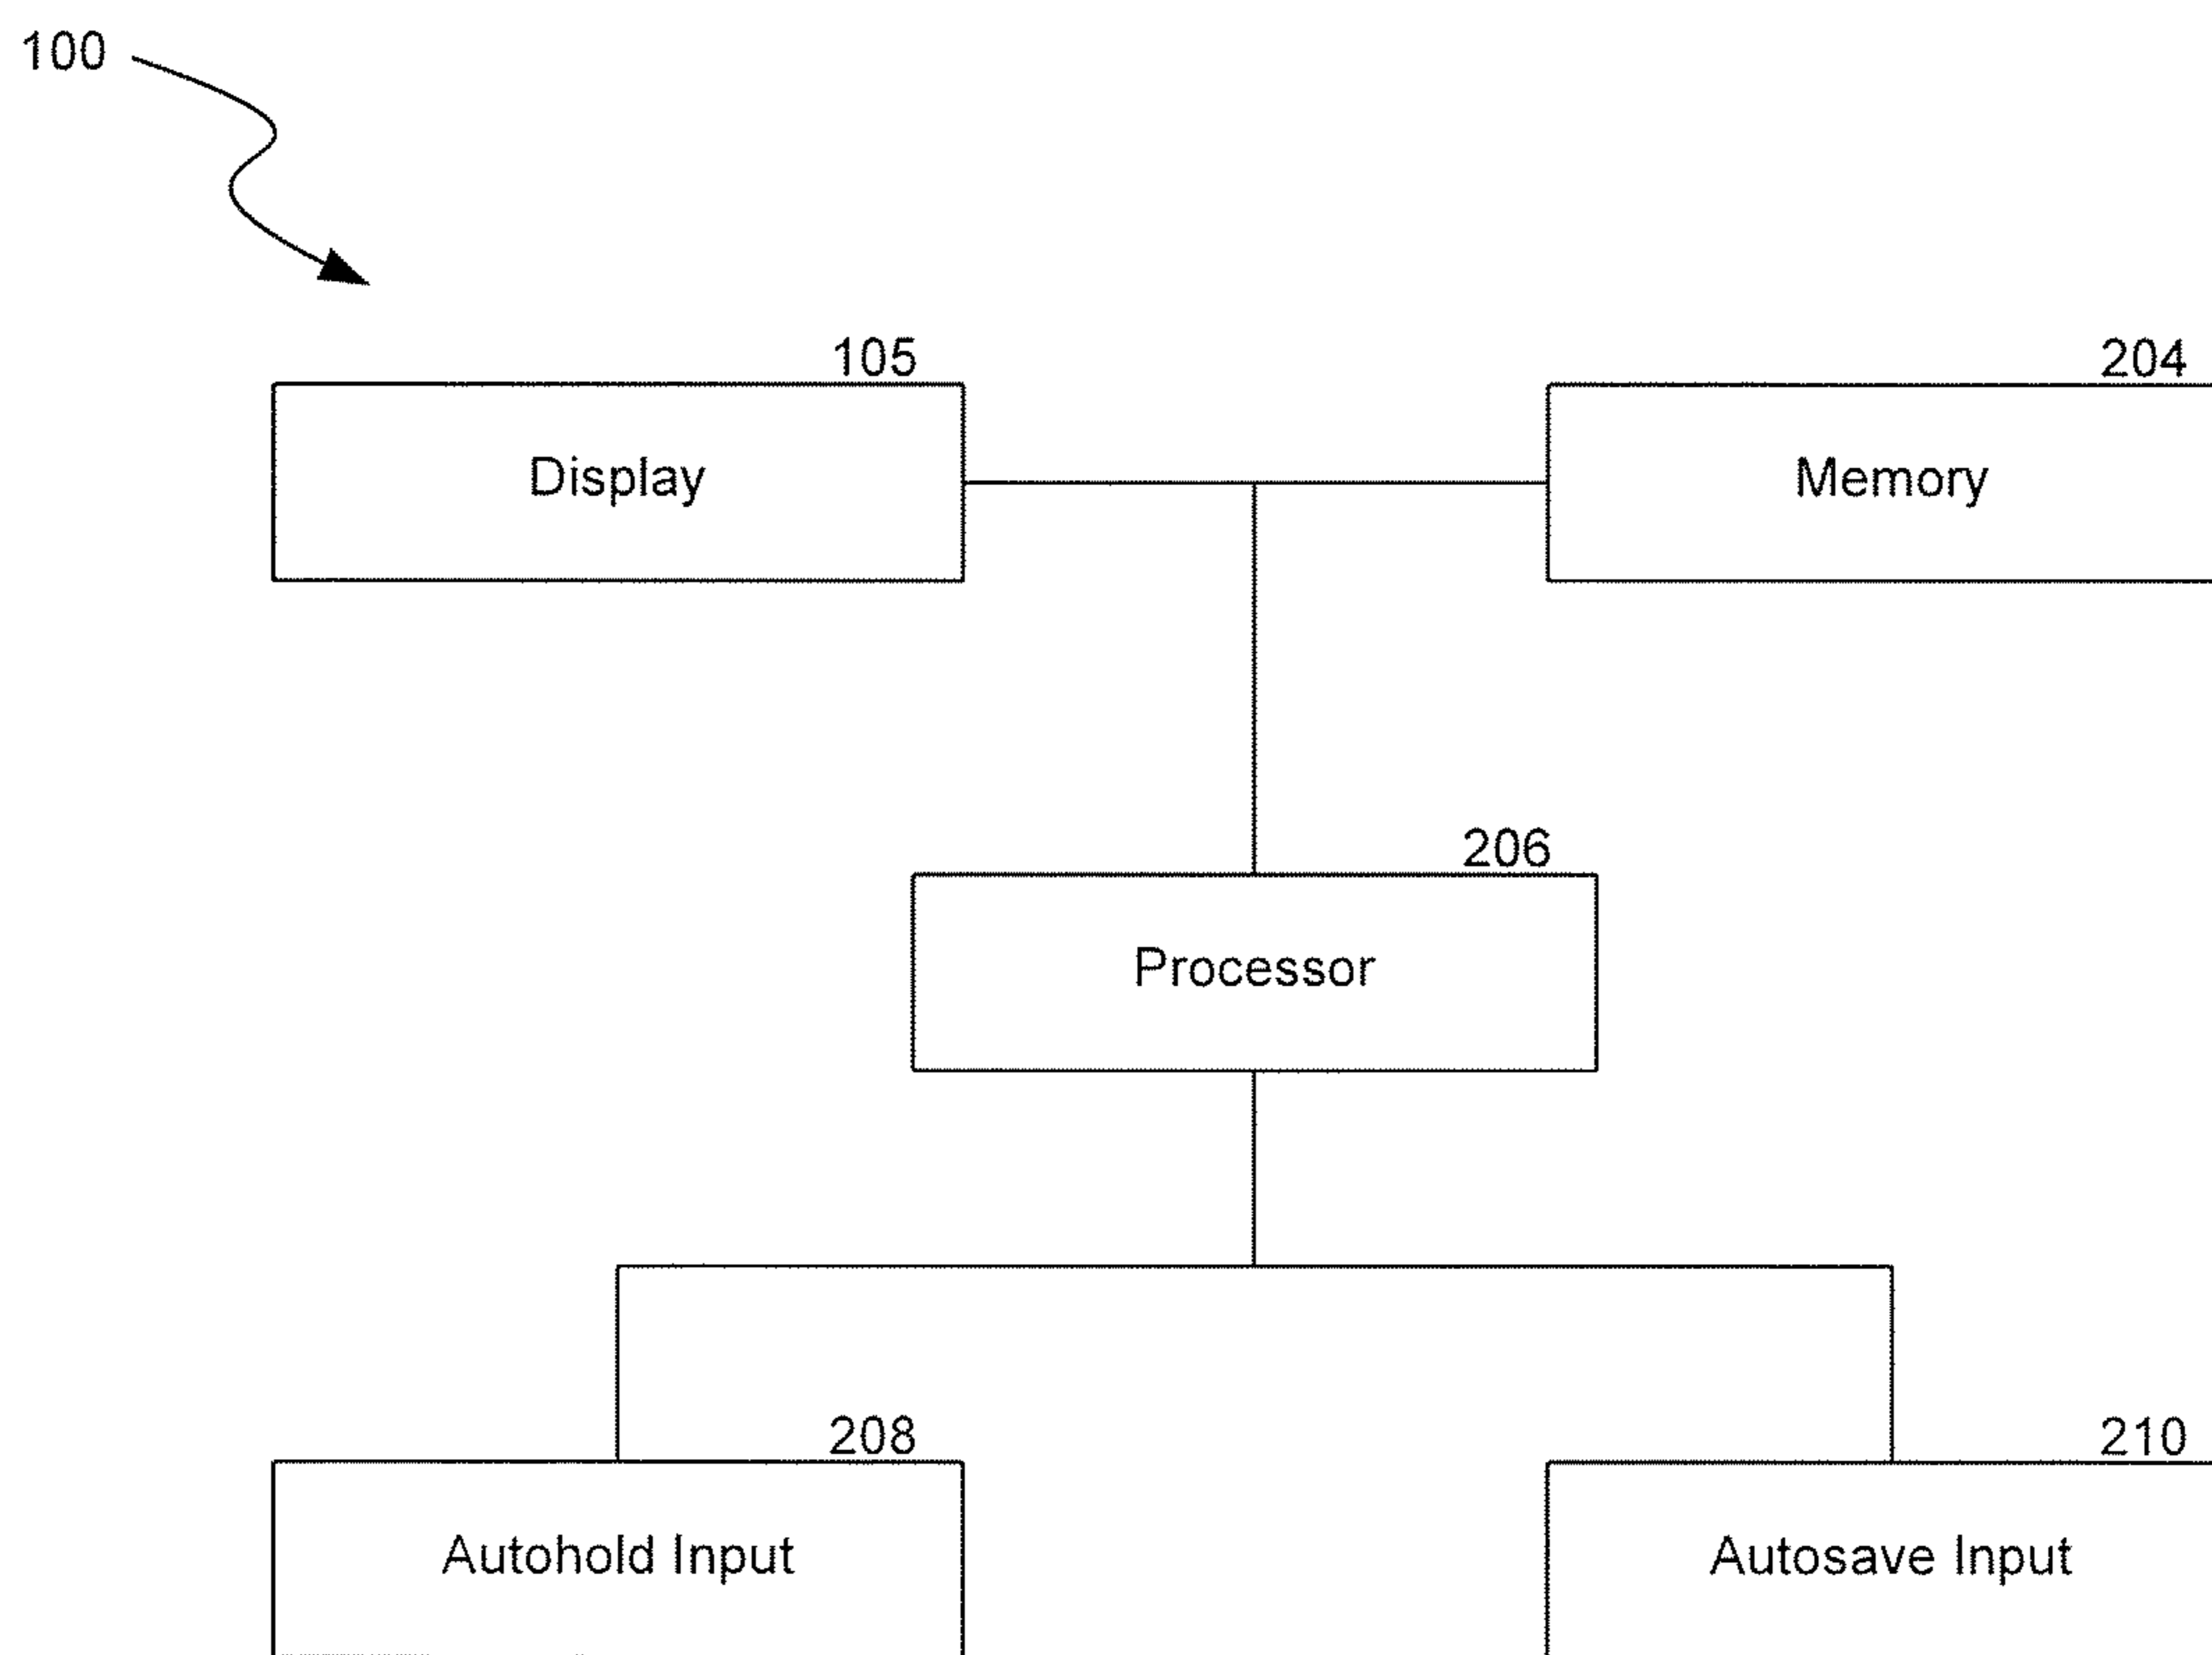 100
105
204
Display
Memory
206
Processor
208
210
Autohold Input
Autosave Input